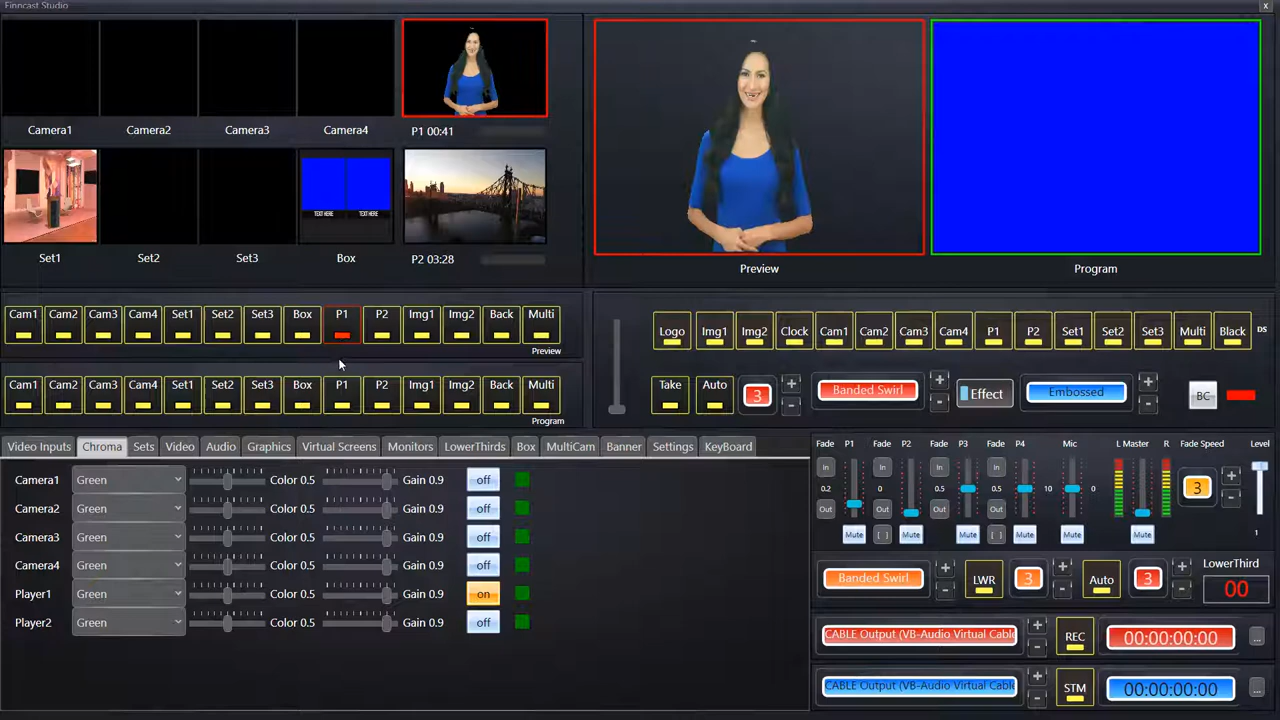 Finncast Studio x
Camera1 Camera2 Camera3 Camera4 P1 00:41
TEXT HERE TEXT HERE
Set1 Set2 Set3 Box P2 03:28
Preview Program
Cam1 Cam2 Cam3 Cam4 Set1 Set2 Set3 Box P1 P2 Img1 Img2 Back Multi
Preview
Logo Img1 Img2 Clock Cam1 Cam2 Cam3 Cam4 P1 P2 Set1 Set2 Set3 Multi Black DS
Cam1 Cam2 Cam3 Cam4 Set1 Set2 Set3 Box P1 P2 Img1 Img2 Back Multi
Program
Take Auto 3 + - Banded Swirl + - Effect Embossed + - BC
Video Inputs Chroma Sets Video Audio Graphics Virtual Screens Monitors LowerThirds Box MultiCam Banner Settings KeyBoard
Camera1 Green Color 0.5 Gain 0.9 off
Camera2 Green Color 0.5 Gain 0.9 off
Camera3 Green Color 0.5 Gain 0.9 off
Camera4 Green Color 0.5 Gain 0.9 off
Player1 Green Color 0.5 Gain 0.9 on
Player2 Green Color 0.5 Gain 0.9 off
Fade P1 Fade P2 Fade P3 Fade P4 Mic L Master R Fade Speed Level
In In In In
0.2 0 0.5 0.5 10 0 3 + -
Out Out Out Out 1
Mute [ ] Mute Mute [ ] Mute Mute Mute
Banded Swirl + - LWR 3 + - Auto 3 + - LowerThird
00
CABLE Output (VB-Audio Virtual Cable + - REC 00:00:00:00 ...
CABLE Output (VB-Audio Virtual Cable + - STM 00:00:00:00 ...